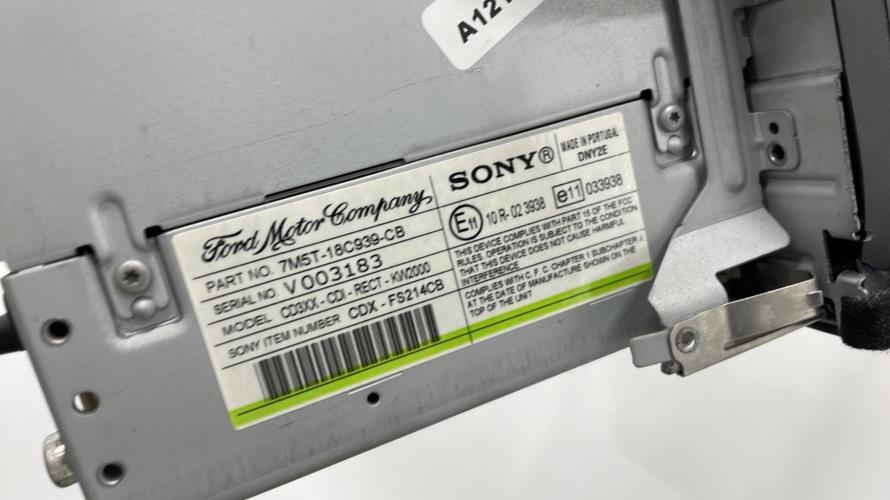 A121
Ford Motor Company
PART NO. 7M5T-18C939-CB
SERIAL NO. V003183
MODEL CD3XX - CDI - RECT - KW2000
SONY ITEM NUMBER CDX - FS214CB
SONY®
MADE IN PORTUGAL
DNY2E
E11 10 R- 02 3938
e11 033938
THIS DEVICE COMPLIES WITH PART 15 OF THE FCC
RULES. OPERATION IS SUBJECT TO THE CONDITION
THAT THIS DEVICE DOES NOT CAUSE HARMFUL
INTERFERENCE.
COMPLIES WITH C. F. C. CHAPTER 1 SUBCHAPTER J.
AT THE DATE OF MANUFACTURE SHOWN ON THE
TOP OF THE UNIT